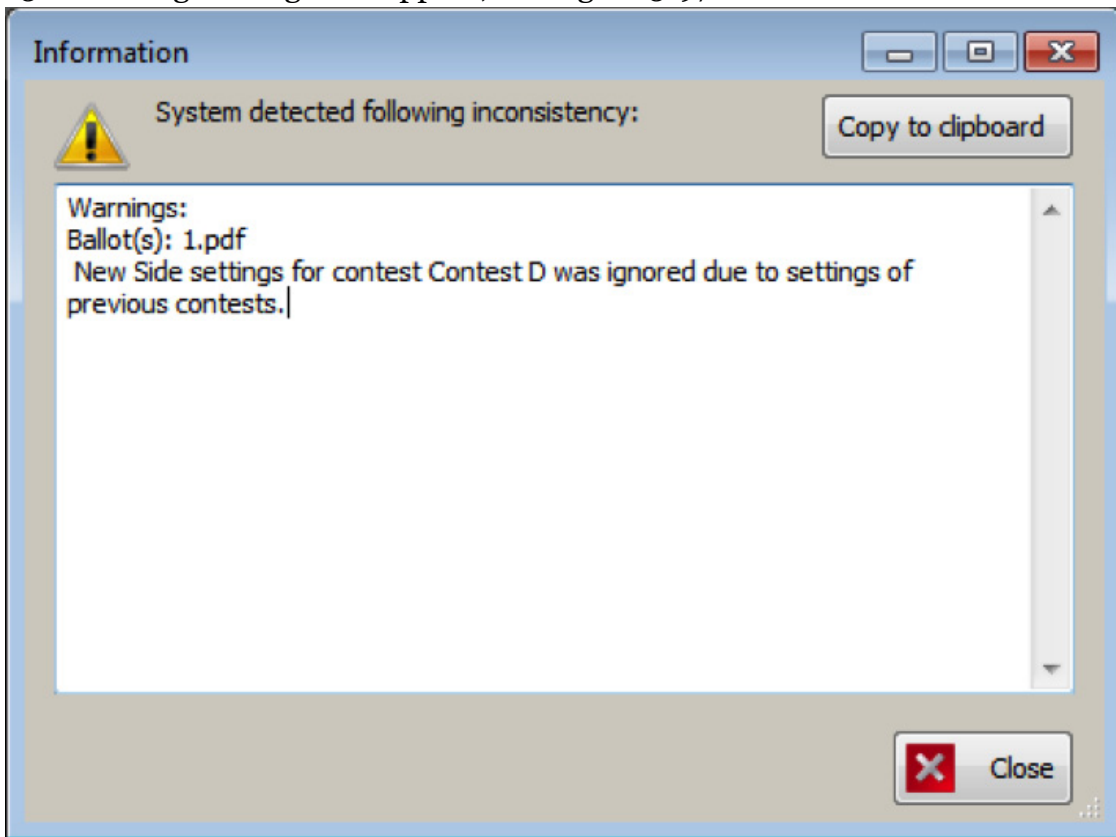 Information
System detected following inconsistency:
Copy to clipboard
Warnings:
Ballot(s): 1.pdf
New Side settings for contest Contest D was ignored due to settings of
previous contests.
Close